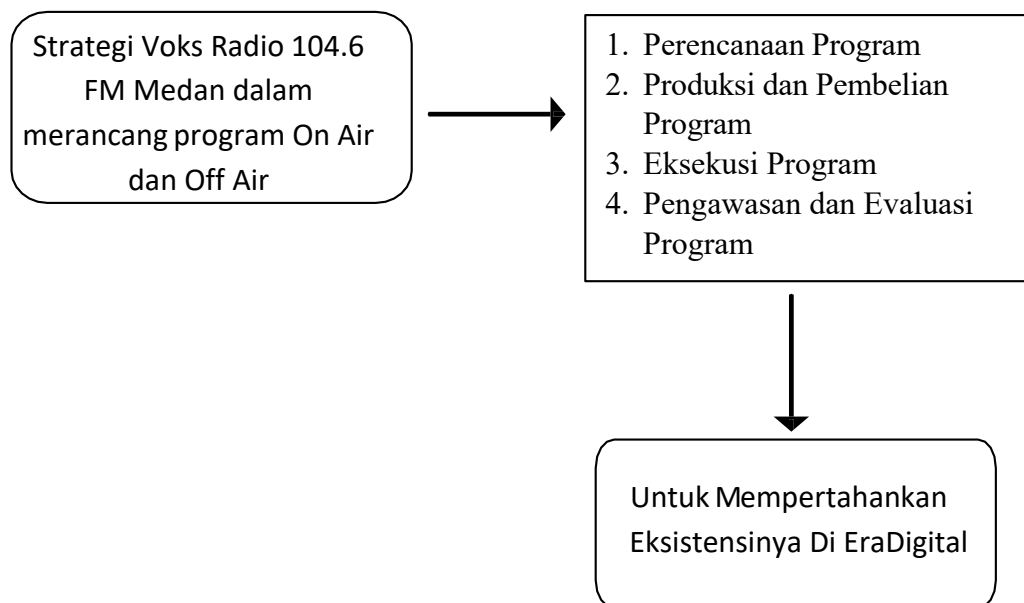 Strategi Voks Radio 104.6
FM Medan dalam
merancang program On Air
dan Off Air
1. Perencanaan Program
2. Produksi dan Pembelian
Program
3. Eksekusi Program
4. Pengawasan dan Evaluasi
Program
Untuk Mempertahankan
Eksistensinya Di EraDigital